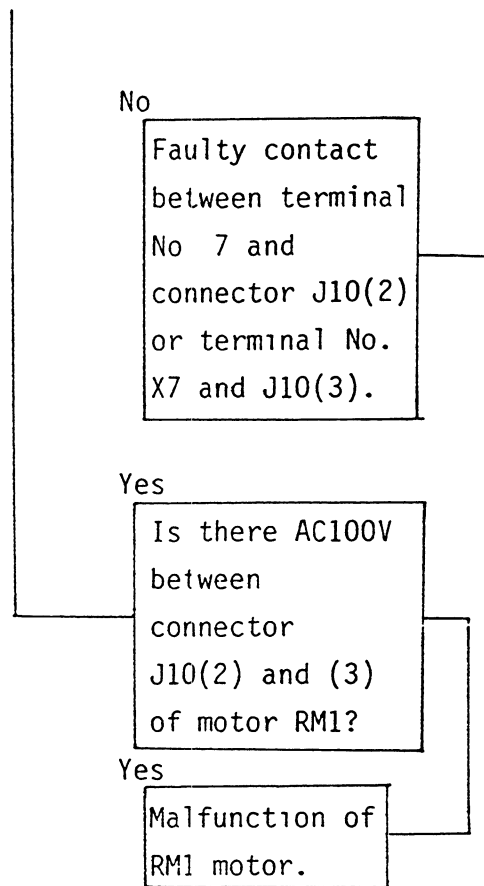 No
Faulty contact
between terminal
No 7 and
connector J10(2)
or terminal No.
X7 and J10(3).
Yes
Is there AC100V
between
connector
J10(2) and (3)
of motor RM1?
Yes
Malfunction of
RM1 motor.